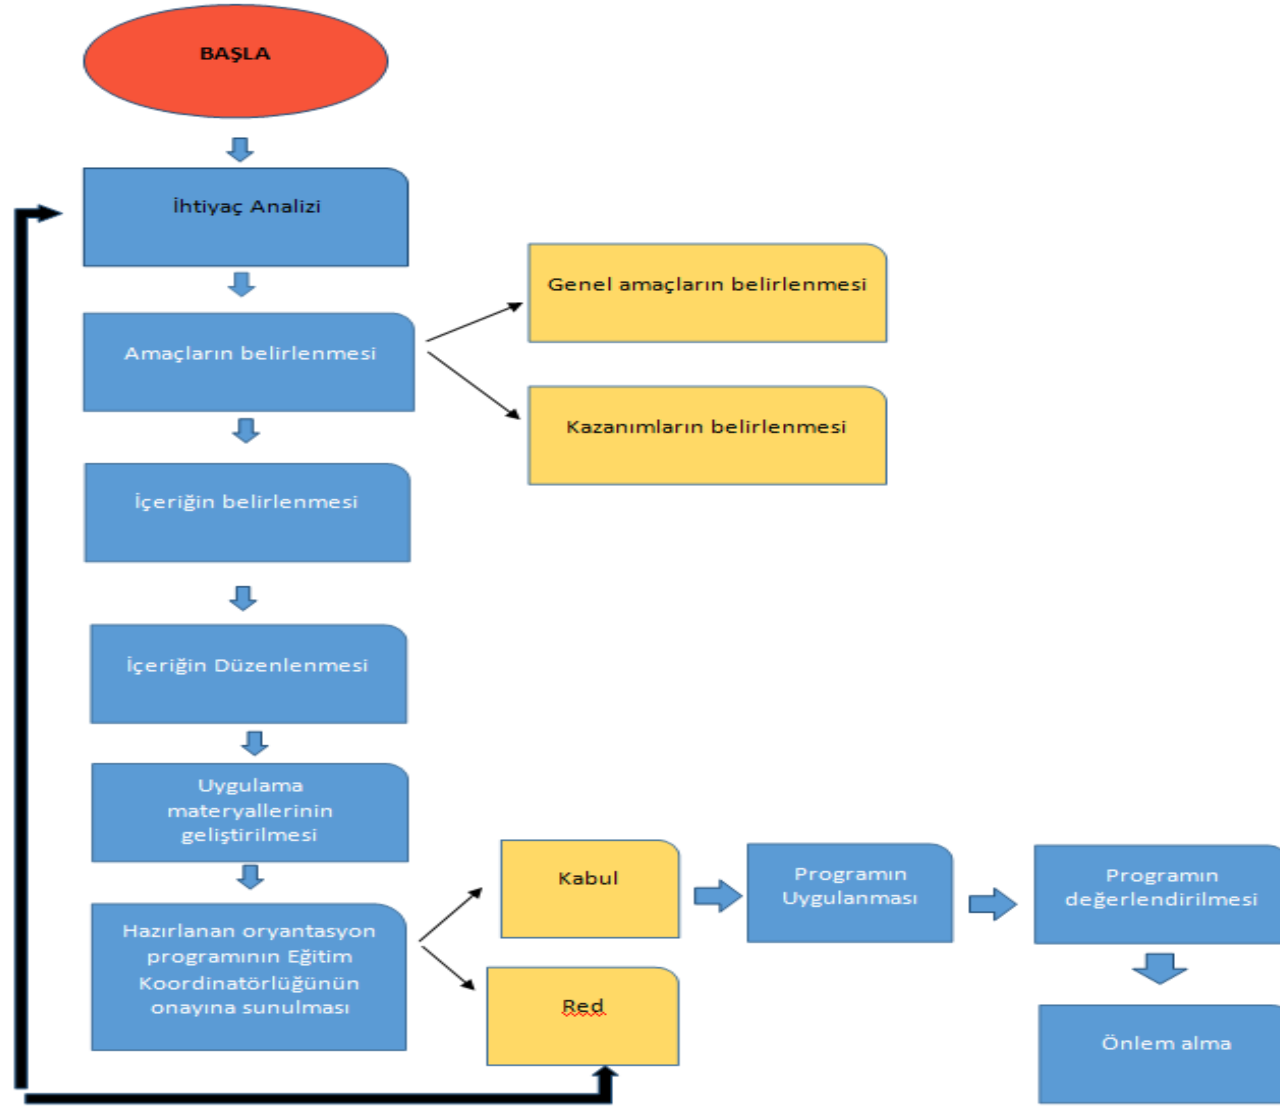 BAŞLA
İhtiyaç Analizi
Amaçların belirlenmesi
Genel amaçların belirlenmesi
Kazanımların belirlenmesi
İçeriğin belirlenmesi
İçeriğin Düzenlenmesi
Uygulama
materyallerinin
geliştirilmesi
Hazırlanan oryantasyon
programının Eğitim
Koordinatörlüğünün
onayına sunulması
Kabul
Red
Programın
Uygulanması
Programın
değerlendirilmesi
Önlem alma